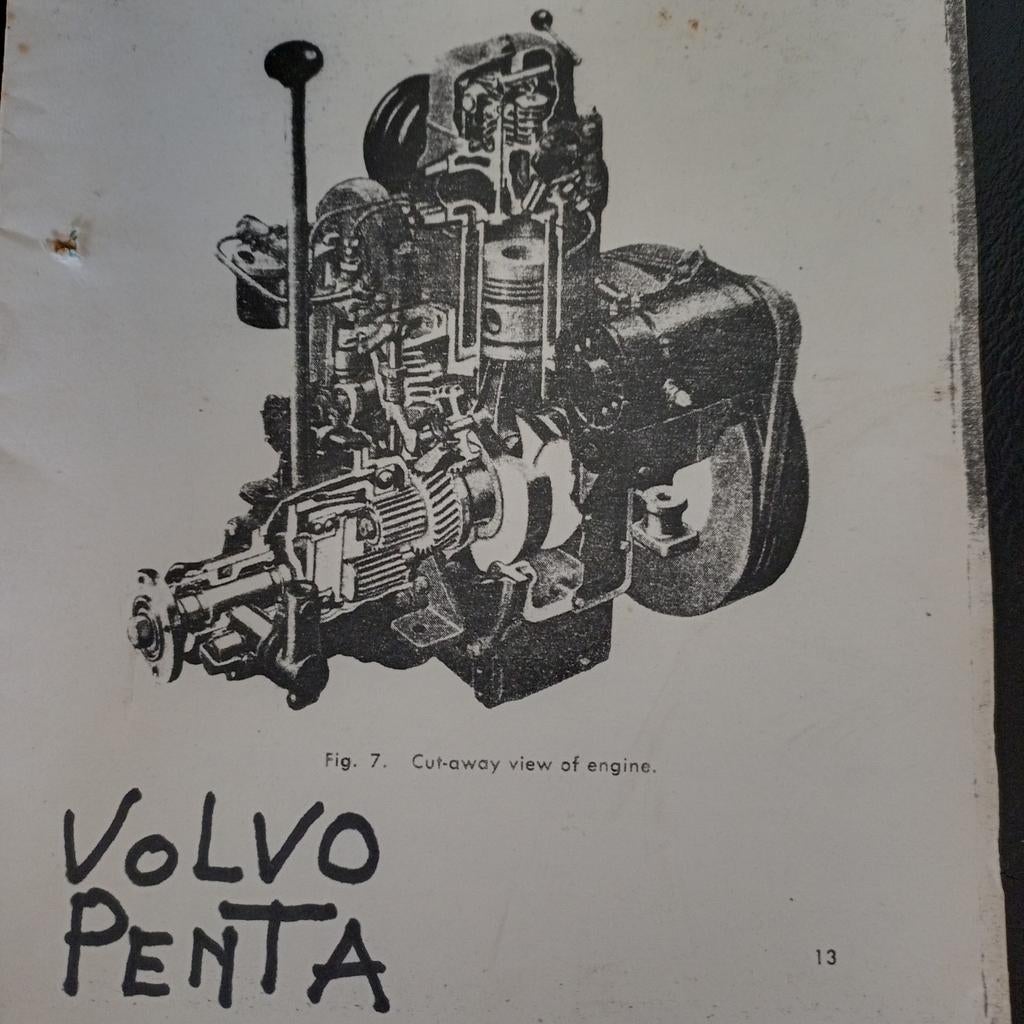 Fig. 7. Cut-away view of engine.
VOLVO
PENTA
13